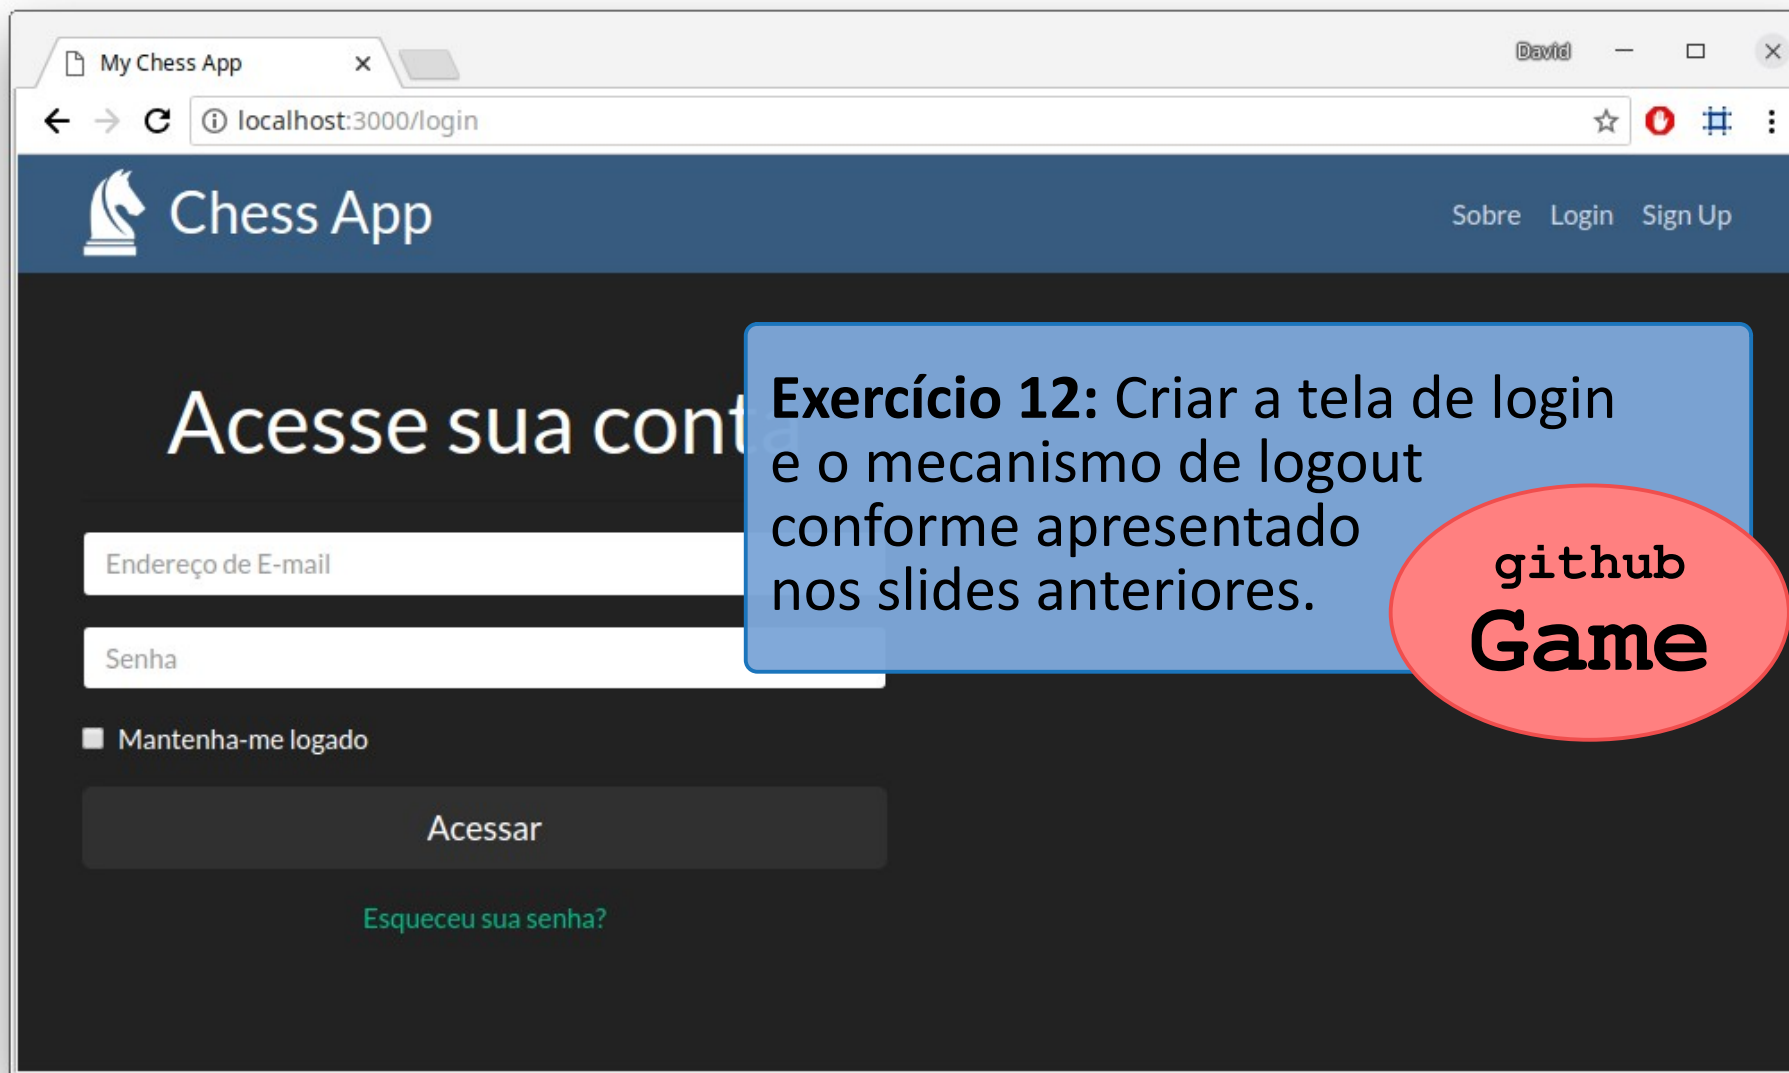 My Chess App
David
localhost:3000/login
Chess App
Sobre Login Sign Up
Acesse sua conta
Exercício 12: Criar a tela de login
e o mecanismo de logout
conforme apresentado
nos slides anteriores.
github
Game
Endereço de E-mail
Senha
Mantenha-me logado
Acessar
Esqueceu sua senha?